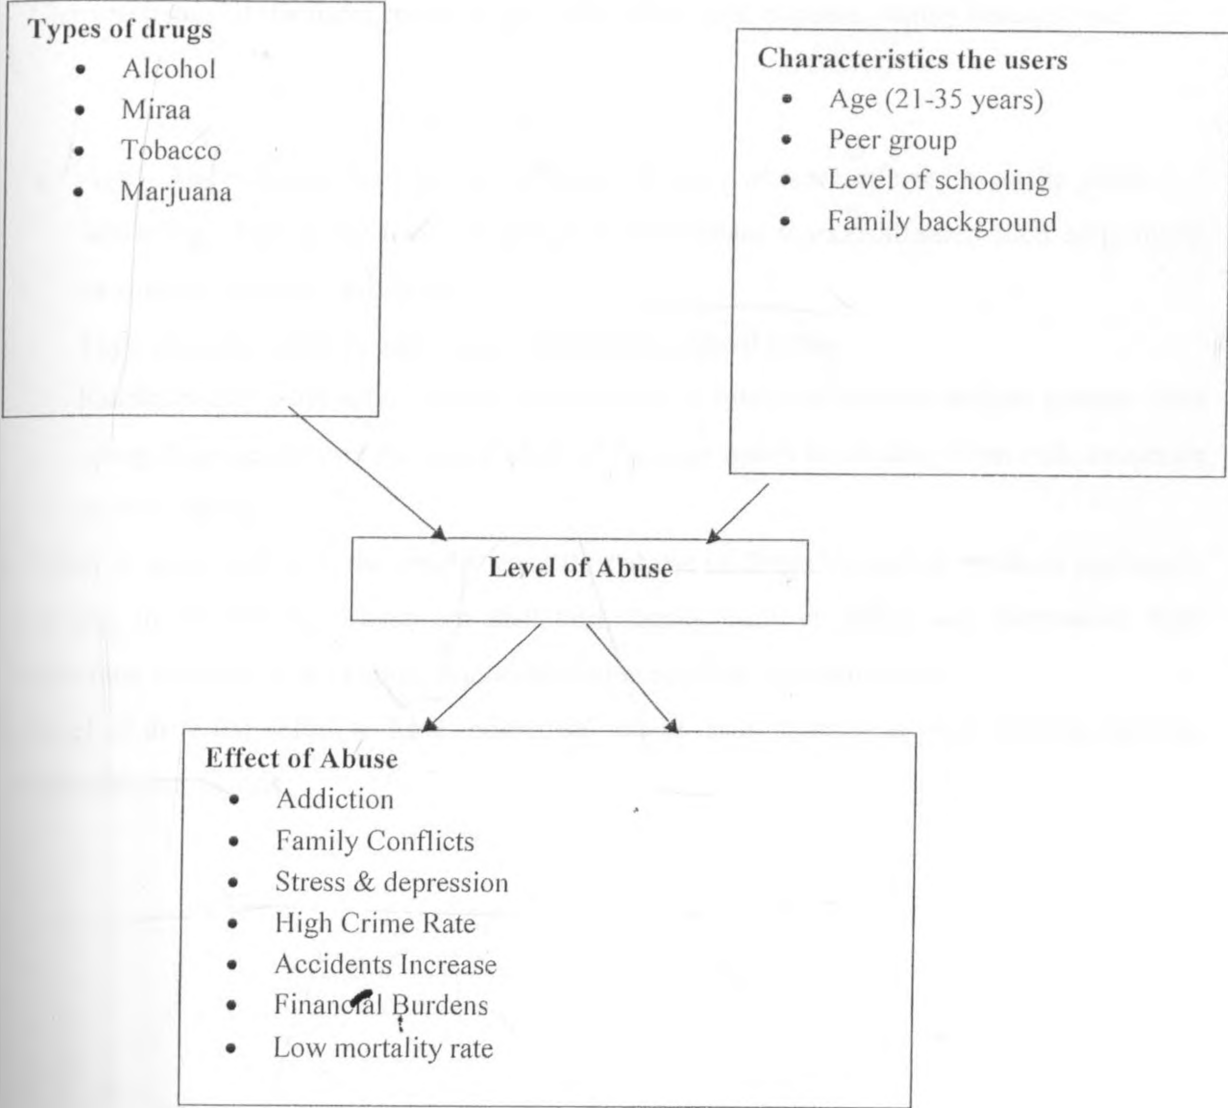 Types of drugs
• Alcohol
• Miraa
• Tobacco
• Marjuana
Characteristics the users
• Age (21-35 years)
• Peer group
• Level of schooling
• Family background
Level of Abuse
Effect of Abuse
• Addiction
• Family Conflicts
• Stress & depression
• High Crime Rate
• Accidents Increase
• Financial Burdens
• Low mortality rate